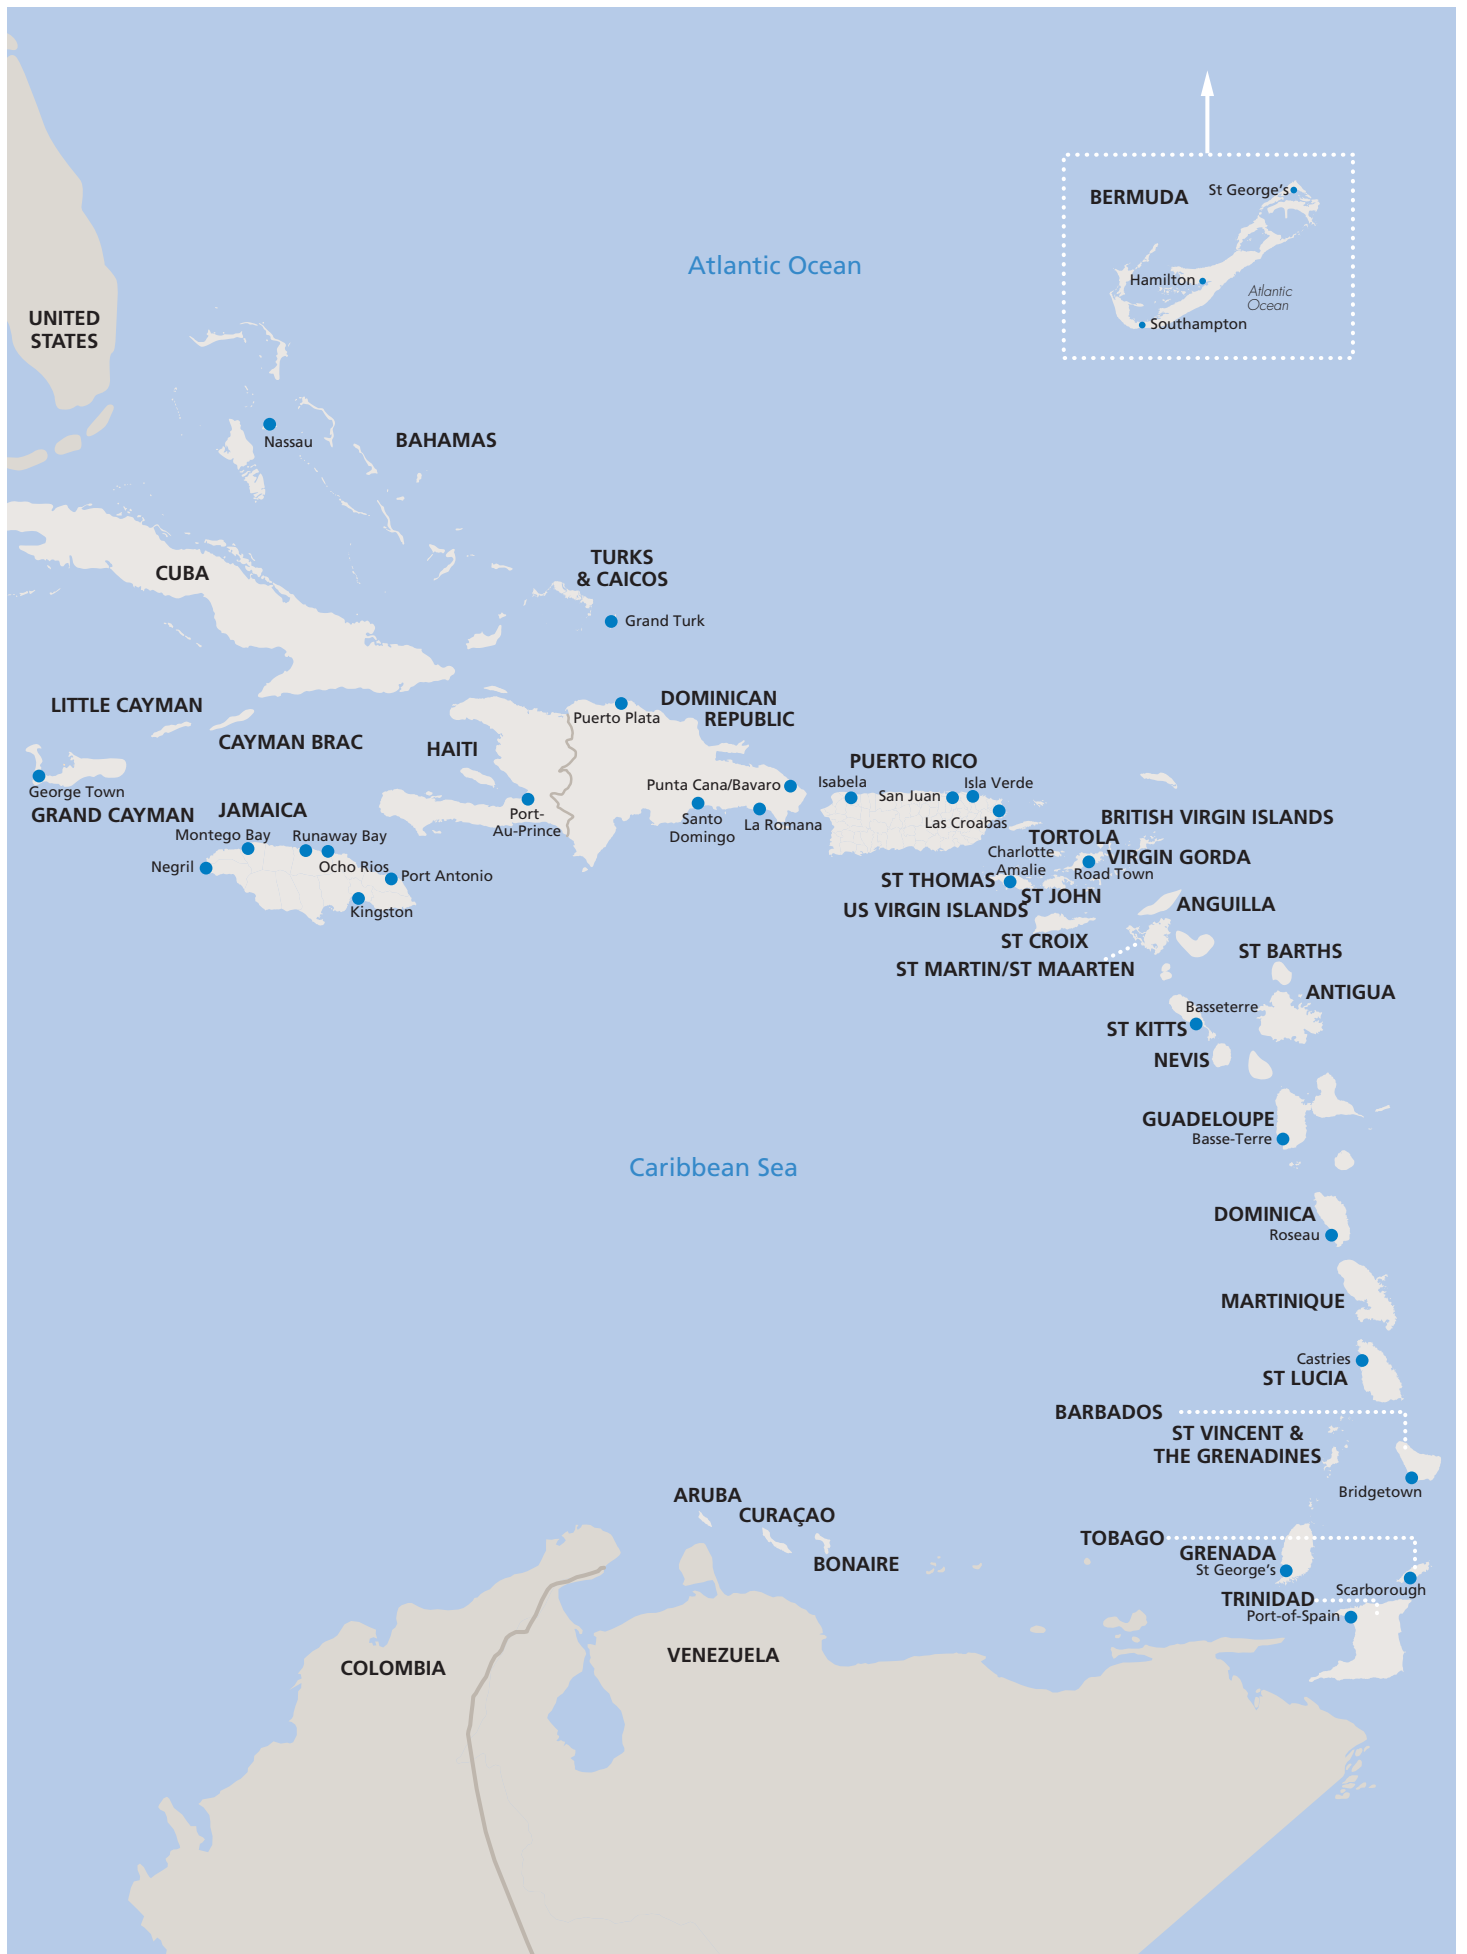 BERMUDA
St George's
Hamilton
Atlantic
Ocean
Southampton
Atlantic Ocean
UNITED
STATES
Nassau
BAHAMAS
TURKS
& CAICOS
Grand Turk
CUBA
LITTLE CAYMAN
CAYMAN BRAC
George Town
GRAND CAYMAN
HAITI
Port-
Au-Prince
DOMINICAN
REPUBLIC
Puerto Plata
Punta Cana/Bavaro
Santo
Domingo
La Romana
JAMAICA
Montego Bay
Runaway Bay
Negril
Ocho Rios
Port Antonio
Kingston
PUERTO RICO
Isabela
San Juan
Isla Verde
Las Croabas
BRITISH VIRGIN ISLANDS
TORTOLA
VIRGIN GORDA
Road Town
Charlotte
Amalie
ST THOMAS
ST JOHN
US VIRGIN ISLANDS
ST CROIX
ANGUILLA
ST MARTIN/ST MAARTEN
ST BARTHS
ANTIGUA
Basseterre
ST KITTS
NEVIS
GUADELOUPE
Basse-Terre
Caribbean Sea
DOMINICA
Roseau
MARTINIQUE
Castries
ST LUCIA
BARBADOS
ST VINCENT &
THE GRENADINES
Bridgetown
ARUBA
CURAÇAO
BONAIRE
TOBAGO
GRENADA
St George's
Scarborough
TRINIDAD
Port-of-Spain
COLOMBIA
VENEZUELA